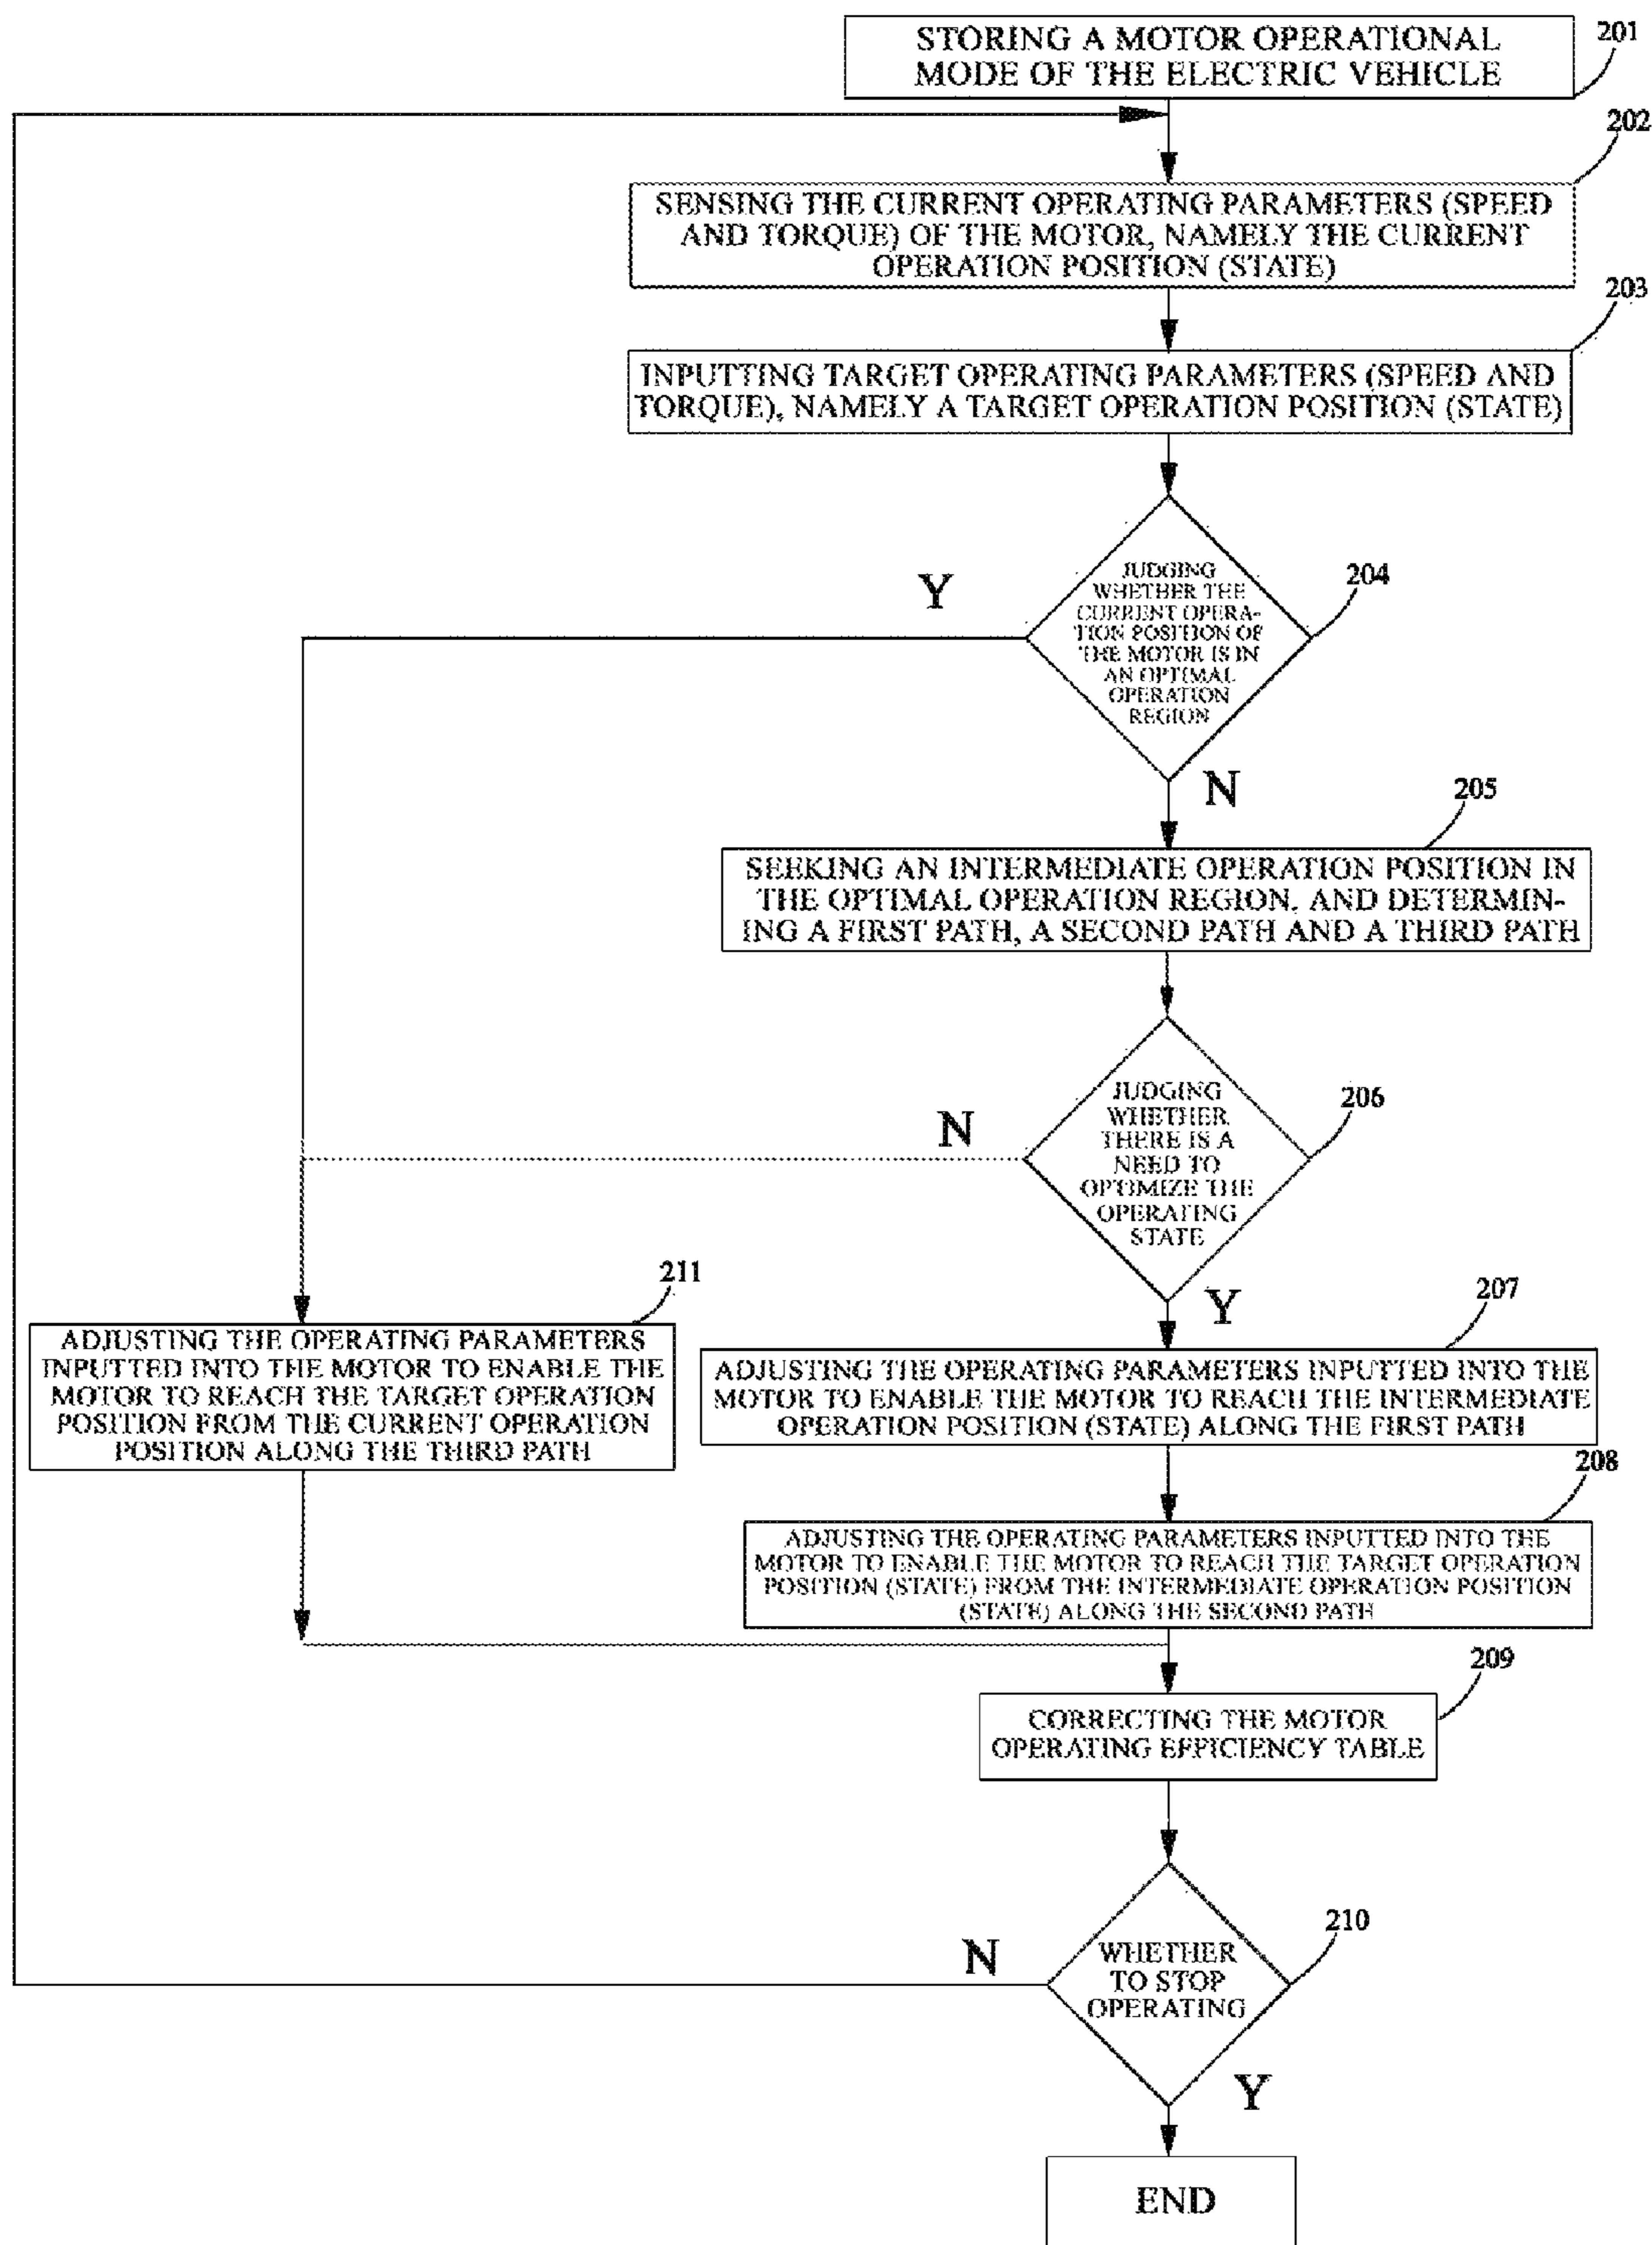 STORING A MOTOR OPERATIONAL
MODE OF THE ELECTRIC VEHICLE
201
202
SENSING THE CURRENT OPERATING PARAMETERS (SPEED
AND TORQUE) OF THE MOTOR, NAMELY THE CURRENT
OPERATION POSITION (STATE)
203
INPUTTING TARGET OPERATING PARAMETERS (SPEED AND
TORQUE), NAMELY A TARGET OPERATION POSITION (STATE)
204
Y
JUDGING
WHETHER THE
CURRENT OPERA-
TION POSITION OF
THE MOTOR IS IN
AN OPTIMAL
OPERATION
REGION
N
205
SEEKING AN INTERMEDIATE OPERATION POSITION IN
THE OPTIMAL OPERATION REGION, AND DETERMIN-
ING A FIRST PATH, A SECOND PATH AND A THIRD PATH
206
N
JUDGING
WHETHER
THERE IS A
NEED TO
OPTIMIZE THE
OPERATING
STATE
Y
211
ADJUSTING THE OPERATING PARAMETERS
INPUTTED INTO THE MOTOR TO ENABLE THE
MOTOR TO REACH THE TARGET OPERATION
POSITION FROM THE CURRENT OPERATION
POSITION ALONG THE THIRD PATH
207
ADJUSTING THE OPERATING PARAMETERS INPUTTED INTO THE
MOTOR TO ENABLE THE MOTOR TO REACH THE INTERMEDIATE
OPERATION POSITION (STATE) ALONG THE FIRST PATH
208
ADJUSTING THE OPERATING PARAMETERS INPUTTED INTO THE
MOTOR TO ENABLE THE MOTOR TO REACH THE TARGET OPERATION
POSITION (STATE) FROM THE INTERMEDIATE OPERATION POSITION
(STATE) ALONG THE SECOND PATH
209
CORRECTING THE MOTOR
OPERATING EFFICIENCY TABLE
210
N
WHETHER
TO STOP
OPERATING
Y
END